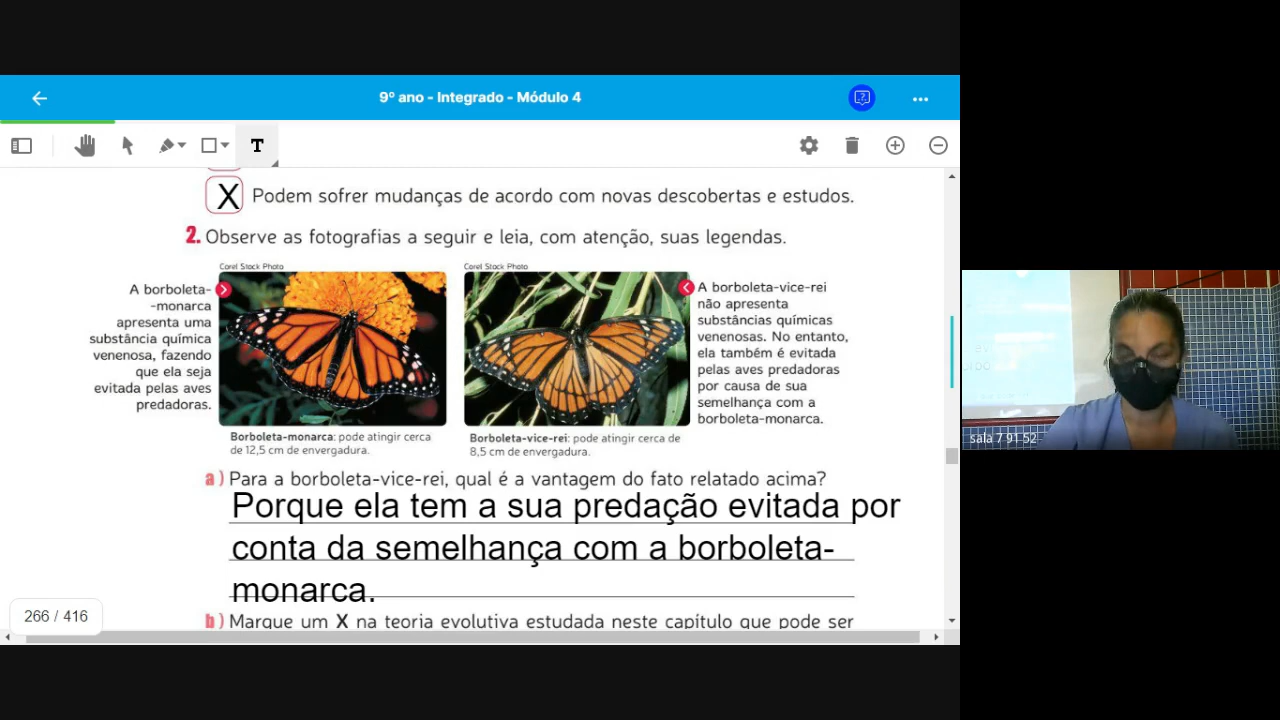 9º ano - Integrado - Módulo 4
T
X Podem sofrer mudanças de acordo com novas descobertas e estudos.
2. Observe as fotografias a seguir e leia, com atenção, suas legendas.
Corel Stock Photo
Corel Stock Photo
A borboleta-
-monarca
apresenta uma
substância química
venenosa, fazendo
que ela seja
evitada pelas aves
predadoras.
A borboleta-vice-rei
não apresenta
substâncias químicas
venenosas. No entanto,
ela também é evitada
pelas aves predadoras
por causa de sua
semelhança com a
borboleta-monarca.
Borboleta-monarca: pode atingir cerca
de 12,5 cm de envergadura.
Borboleta-vice-rei: pode atingir cerca de
8,5 cm de envergadura.
a) Para a borboleta-vice-rei, qual é a vantagem do fato relatado acima?
Porque ela tem a sua predação evitada por
conta da semelhança com a borboleta-
monarca.
b) Marque um X na teoria evolutiva estudada neste capítulo que pode ser
266 / 416
sala 7 91 52